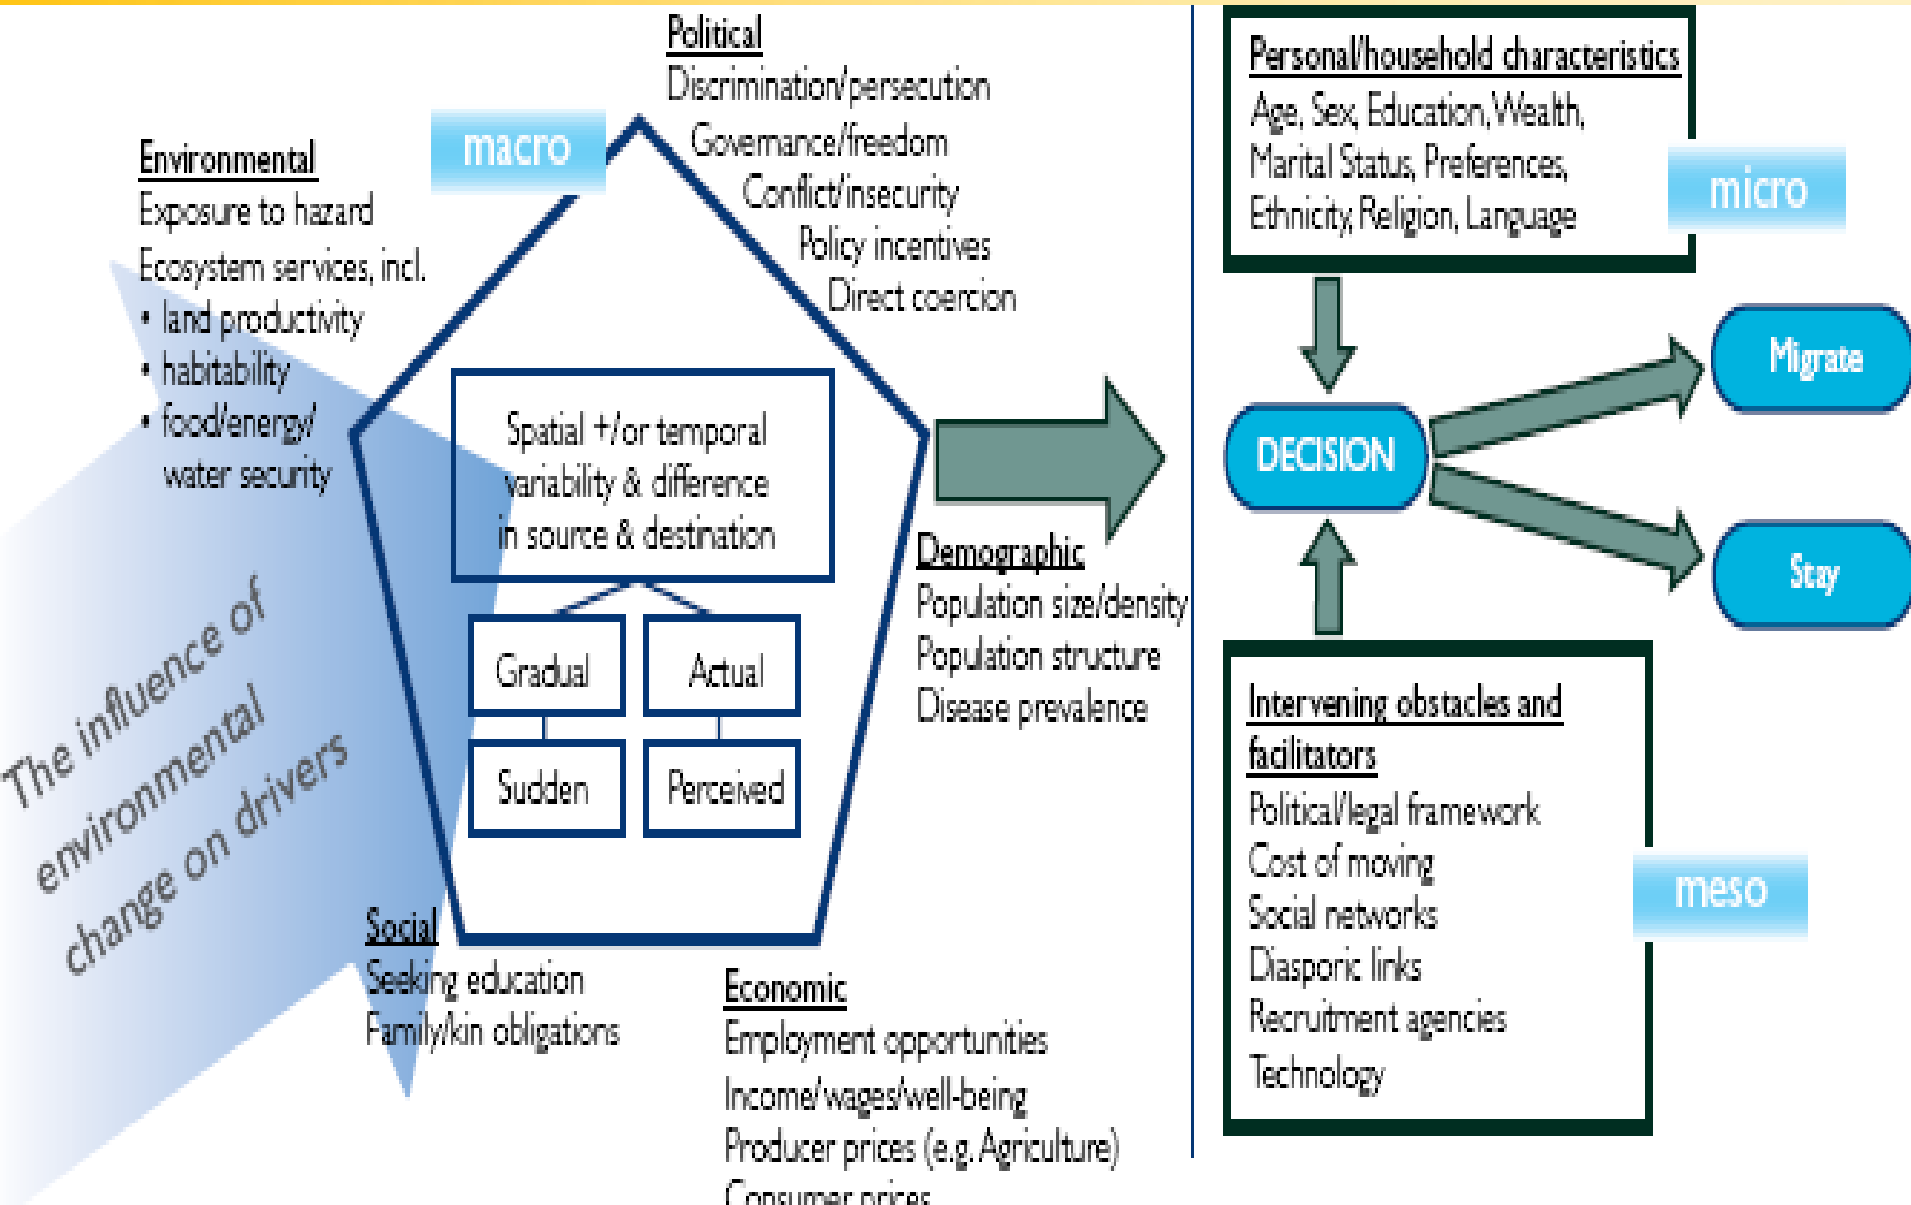 Political
Discrimination/persecution
Governance/freedom
Conflict/insecurity
Policy incentives
Direct coercion
macro
Environmental
Exposure to hazard
Ecosystem services, incl.
• land productivity
• habitability
• food/energy/
water security
Spatial +/or temporal
variability & difference
in source & destination
Gradual
Actual
Sudden
Perceived
The influence of
environmental
change on drivers
Demographic
Population size/density
Population structure
Disease prevalence
Social
Seeking education
Family/kin obligations
Economic
Employment opportunities
Income/wages/well-being
Producer prices (e.g. Agriculture)
Consumer prices
Personal/household characteristics
Age, Sex, Education, Wealth,
Marital Status, Preferences,
Ethnicity, Religion, Language
micro
DECISION
Migrate
Stay
Intervening obstacles and
facilitators
Political/legal framework
Cost of moving
Social networks
Diasporic links
Recruitment agencies
Technology
meso